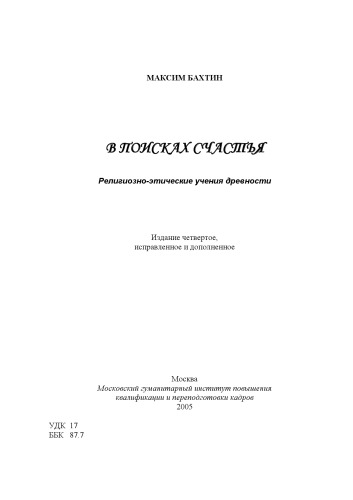 МАКСИМ БАХТИН
В ПОИСКАХ СЧАСТЬЯ
Религиозно-этические учения древности
Издание четвертое,
исправленное и дополненное
Москва
Московский гуманитарный институт повышения
квалификации и переподготовки кадров
2005
УДК 17
ББК 87.7